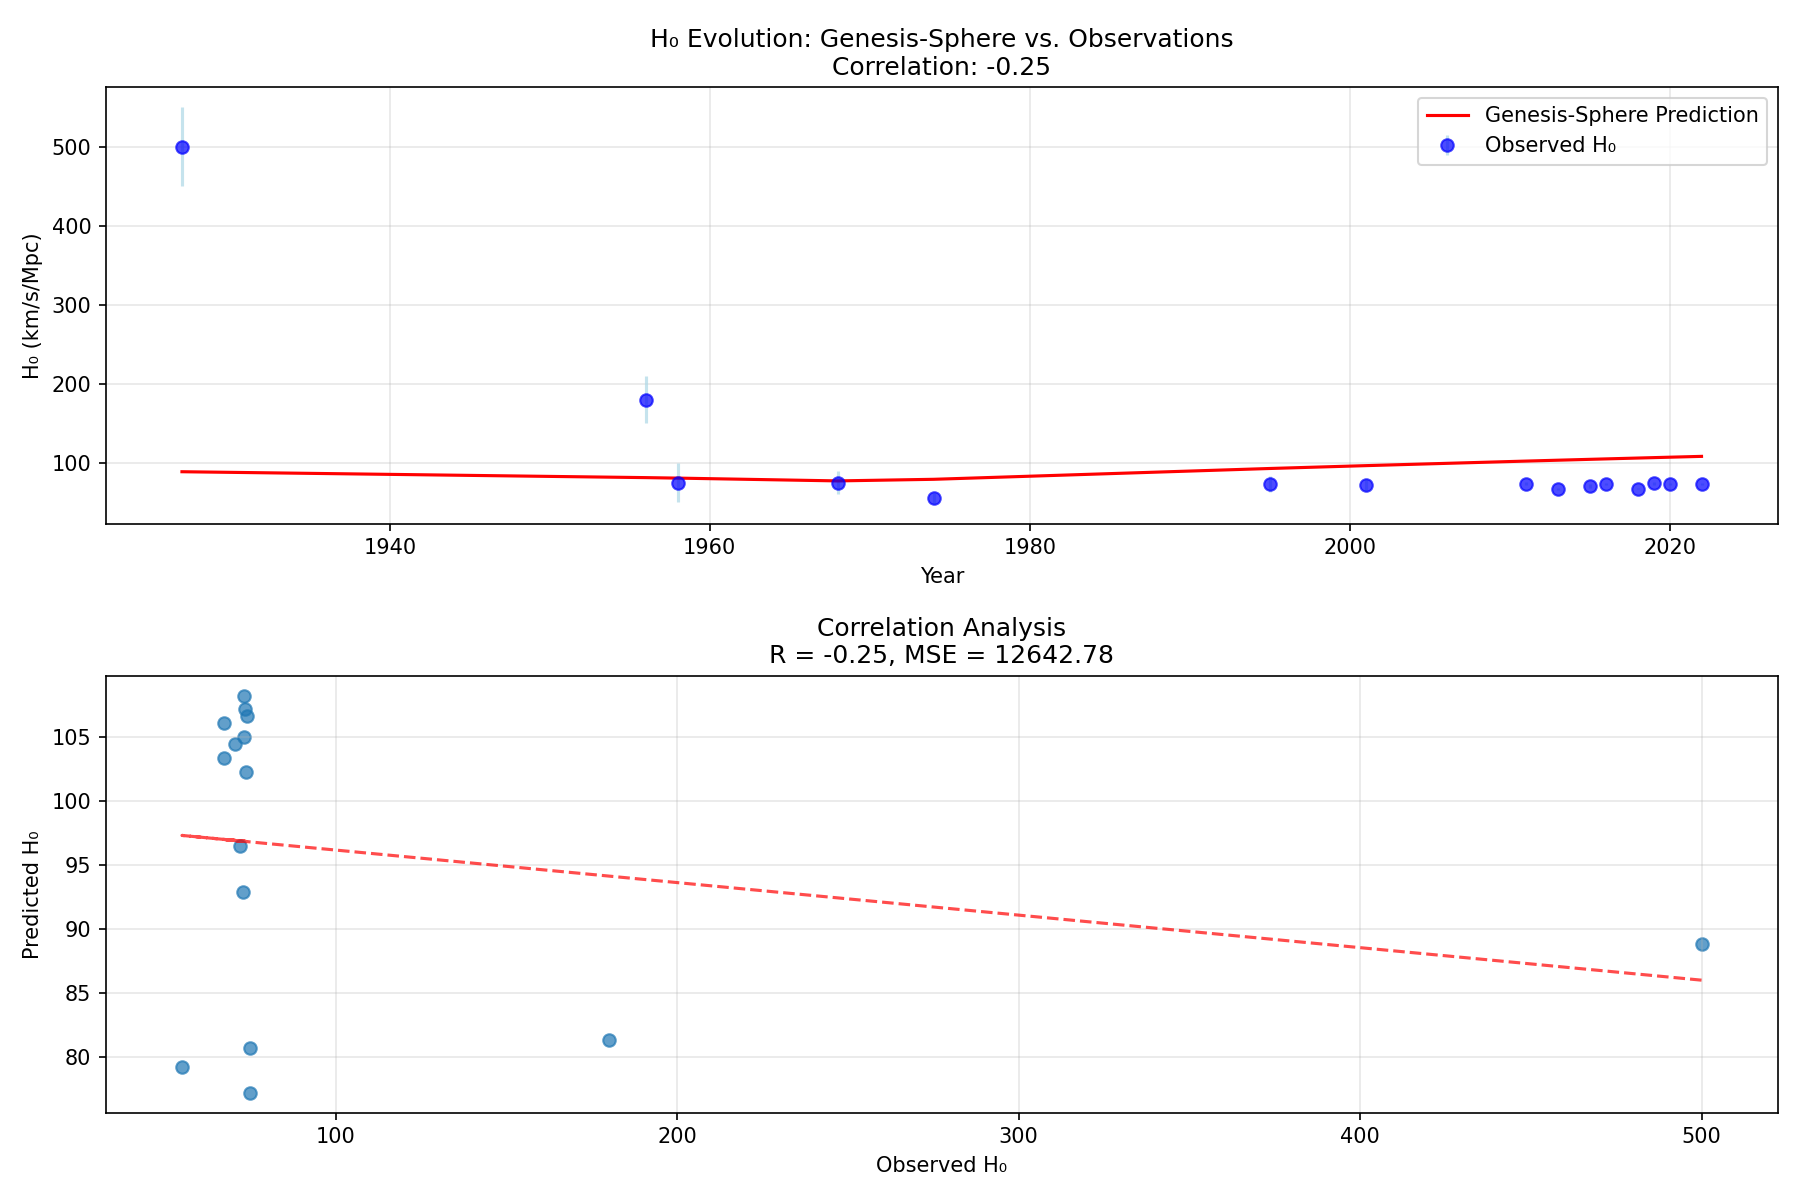 H₀ Evolution: Genesis-Sphere vs. Observations
Correlation: -0.25
Genesis-Sphere Prediction
Observed H₀
H₀ (km/s/Mpc)
500
400
300
200
100
1940
1960
1980
2000
2020
Year
Correlation Analysis
R = -0.25, MSE = 12642.78
Predicted H₀
105
100
95
90
85
80
100
200
300
400
500
Observed H₀